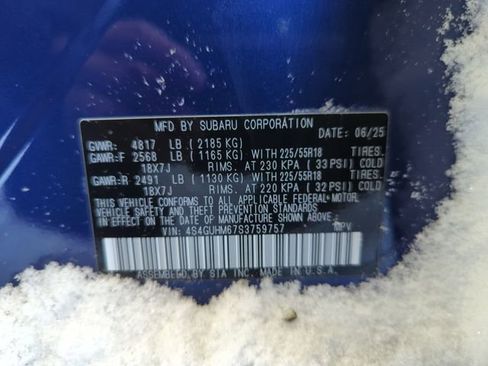 MFD BY SUBARU CORPORATION DATE: 06/25
GVWR: 4817 LB ( 2185 KG)
GAWR:F 2568 LB ( 1165 KG) WITH 225/55R18 TIRES.
18X7J RIMS. AT 230 KPA ( 33 PSI) COLD
GAWR:R 2491 LB ( 1130 KG) WITH 225/55R18 TIRES.
18X7J RIMS. AT 220 KPA ( 32 PSI) COLD
THIS VEHICLE CONFORMS TO ALL APPLICABLE FEDERAL MOTOR
VEHICLE SAFETY, BUMPER, AND THEFT PREVENTION STANDARDS
IN EFFECT ON THE DATE OF MANUFACTURE SHOWN ABOVE.
VIN: 4S4GUHM67S3759757 MPV
ASSEMBLED BY SIA INC. MADE IN U.S.A.